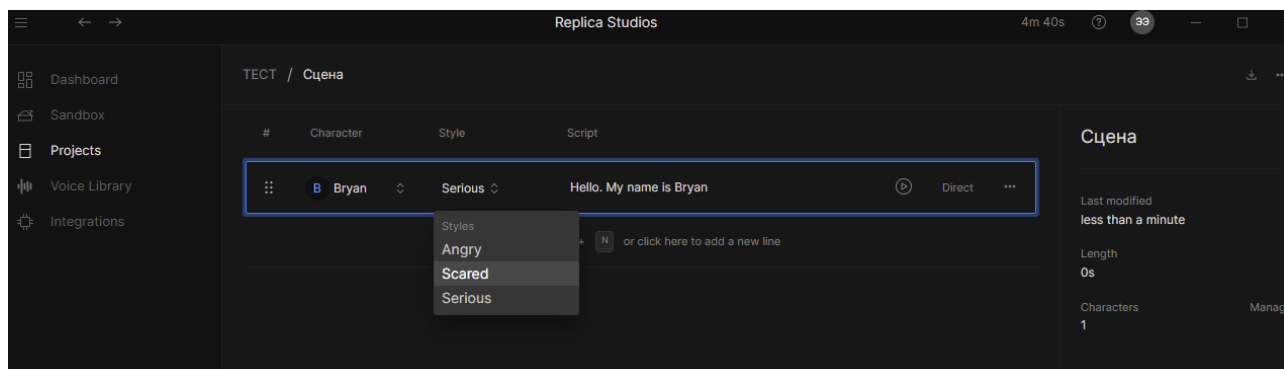 Replica Studios 4m 40s ? ЭЭ
Dashboard
Sandbox
Projects
Voice Library
Integrations
ТЕСТ / Сцена
# Character Style Script
B Bryan Serious Hello. My name is Bryan Direct
Styles
Angry
Scared
Serious
+ N or click here to add a new line
Сцена
Last modified
less than a minute
Length
0s
Characters Manag
1